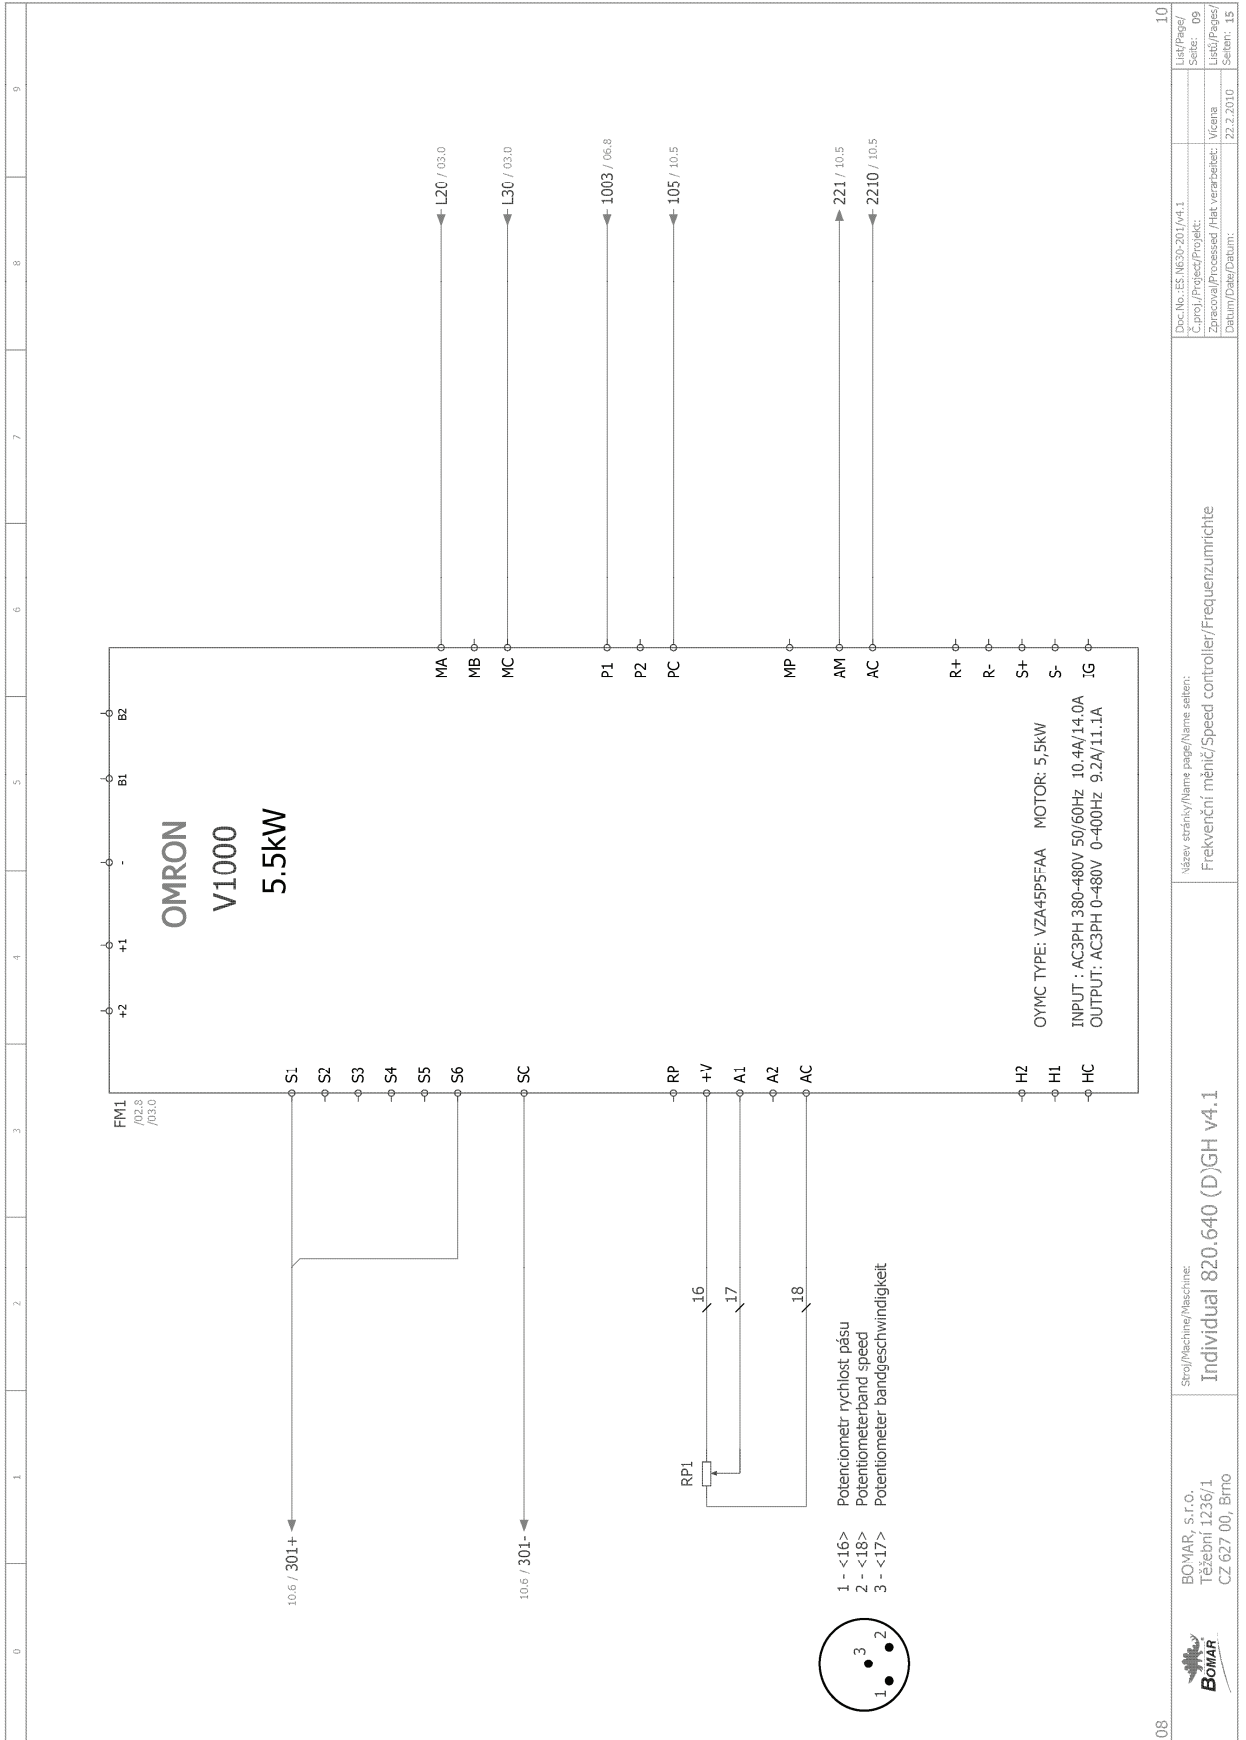 0 1 2 3 4 5 6 7 8 9
FM1
/02.8
/03.0
+2 +1 - B1 B2
OMRON
V1000
5.5kW
10.6 / 301+
S1
S2
S3
S4
S5
S6
10.6 / 301-
SC
MA
L20 / 03.0
MB
MC
L30 / 03.0
P1
1003 / 06.8
P2
PC
105 / 10.5
RP1
RP
16
+V
17
A1
A2
18
AC
MP
AM
221 / 10.5
AC
2210 / 10.5
R+
R-
S+
S-
IG
H2
H1
HC
OYMC TYPE: VZA45P5FAA MOTOR: 5,5kW
INPUT : AC3PH 380-480V 50/60Hz 10.4A/14.0A
OUTPUT: AC3PH 0-480V 0-400Hz 9.2A/11.1A
1 2 3
1 - <16> Potenciometr rychlost pásu
2 - <18> Potentiometerband speed
3 - <17> Potentiometer bandgeschwindigkeit
08
10
BOMAR
BOMAR, s.r.o.
Těžební 1236/1
CZ 627 00, Brno
Stroj/Machine/Maschine:
Individual 820.640 (D)GH v4.1
Název stránky/Name page/Name seiten:
Frekvenční měnič/Speed controller/Frequenzumrichte
Doc.No.:ES.N630-201/v4.1
Č.proj./Project/Projekt:
Zpracoval/Processed /Hat verarbeitet: Vicena
Datum/Date/Datum: 22.2.2010
List/Page/
Seite: 09
Listů/Pages/
Seiten: 15